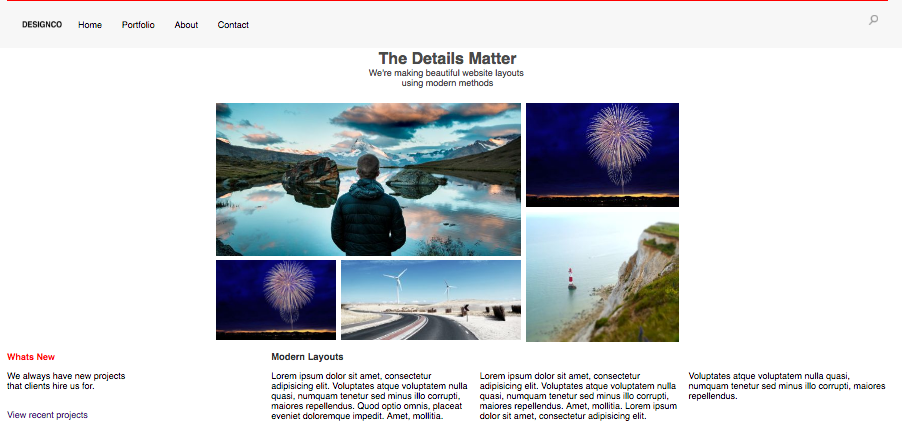 DESIGNCO Home Portfolio About Contact
The Details Matter
We're making beautiful website layouts
using modern methods
Whats New
We always have new projects
that clients hire us for.
View recent projects
Modern Layouts
Lorem ipsum dolor sit amet, consectetur
adipisicing elit. Voluptates atque voluptatem nulla
quasi, numquam tenetur sed minus illo corrupti,
maiores repellendus. Quod optio omnis, placeat
eveniet doloremque impedit. Amet, mollitia.
Lorem ipsum dolor sit amet, consectetur
adipisicing elit. Voluptates atque voluptatem nulla
quasi, numquam tenetur sed minus illo corrupti,
maiores repellendus. Amet, mollitia. Lorem ipsum
dolor sit amet, consectetur adipisicing elit.
Voluptates atque voluptatem nulla quasi,
numquam tenetur sed minus illo corrupti, maiores
repellendus.